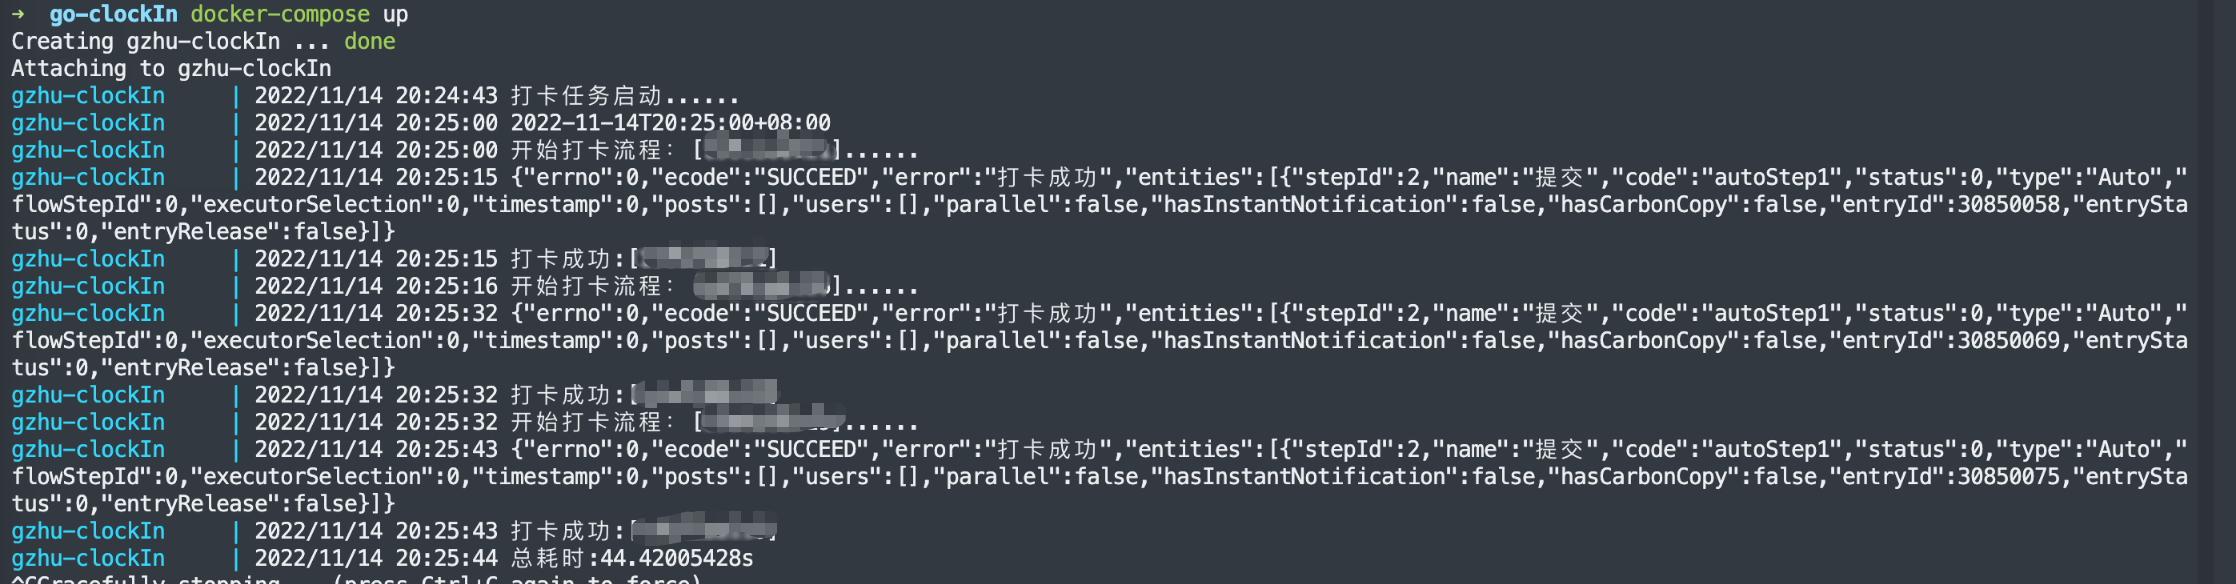 → go-clockIn docker-compose up
Creating gzhu-clockIn ... done
Attaching to gzhu-clockIn
gzhu-clockIn | 2022/11/14 20:24:43 打卡任务启动......
gzhu-clockIn | 2022/11/14 20:25:00 2022-11-14T20:25:00+08:00
gzhu-clockIn | 2022/11/14 20:25:00 开始打卡流程: [ ]......
gzhu-clockIn | 2022/11/14 20:25:15 {"errno":0,"ecode":"SUCCEED","error":"打卡成功","entities":[{"stepId":2,"name":"提交","code":"autoStep1","status":0,"type":"Auto","
flowStepId":0,"executorSelection":0,"timestamp":0,"posts":[],"users":[],"parallel":false,"hasInstantNotification":false,"hasCarbonCopy":false,"entryId":30850058,"entrySta
tus":0,"entryRelease":false}]}
gzhu-clockIn | 2022/11/14 20:25:15 打卡成功:[ ]
gzhu-clockIn | 2022/11/14 20:25:16 开始打卡流程: ]......
gzhu-clockIn | 2022/11/14 20:25:32 {"errno":0,"ecode":"SUCCEED","error":"打卡成功","entities":[{"stepId":2,"name":"提交","code":"autoStep1","status":0,"type":"Auto","
flowStepId":0,"executorSelection":0,"timestamp":0,"posts":[],"users":[],"parallel":false,"hasInstantNotification":false,"hasCarbonCopy":false,"entryId":30850069,"entrySta
tus":0,"entryRelease":false}]}
gzhu-clockIn | 2022/11/14 20:25:32 打卡成功:[
gzhu-clockIn | 2022/11/14 20:25:32 开始打卡流程: [ ]......
gzhu-clockIn | 2022/11/14 20:25:43 {"errno":0,"ecode":"SUCCEED","error":"打卡成功","entities":[{"stepId":2,"name":"提交","code":"autoStep1","status":0,"type":"Auto","
flowStepId":0,"executorSelection":0,"timestamp":0,"posts":[],"users":[],"parallel":false,"hasInstantNotification":false,"hasCarbonCopy":false,"entryId":30850075,"entrySta
tus":0,"entryRelease":false}]}
gzhu-clockIn | 2022/11/14 20:25:43 打卡成功:[ ]
gzhu-clockIn | 2022/11/14 20:25:44 总耗时:44.42005428s
^CGracefully stopping... (press Ctrl+C again to force)